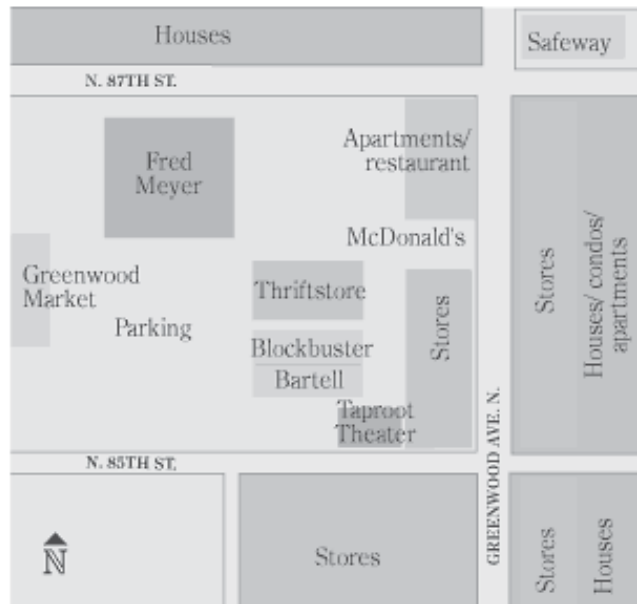 Houses
Safeway
N. 87TH ST.
Fred
Meyer
Apartments/
restaurant
McDonald's
Greenwood
Market
Parking
Thriftstore
Blockbuster
Bartell
Stores
Taproot
Theater
Stores
Houses/ condos/
apartments
N. 85TH ST.
GREENWOOD AVE. N.
N
Stores
Stores
Houses